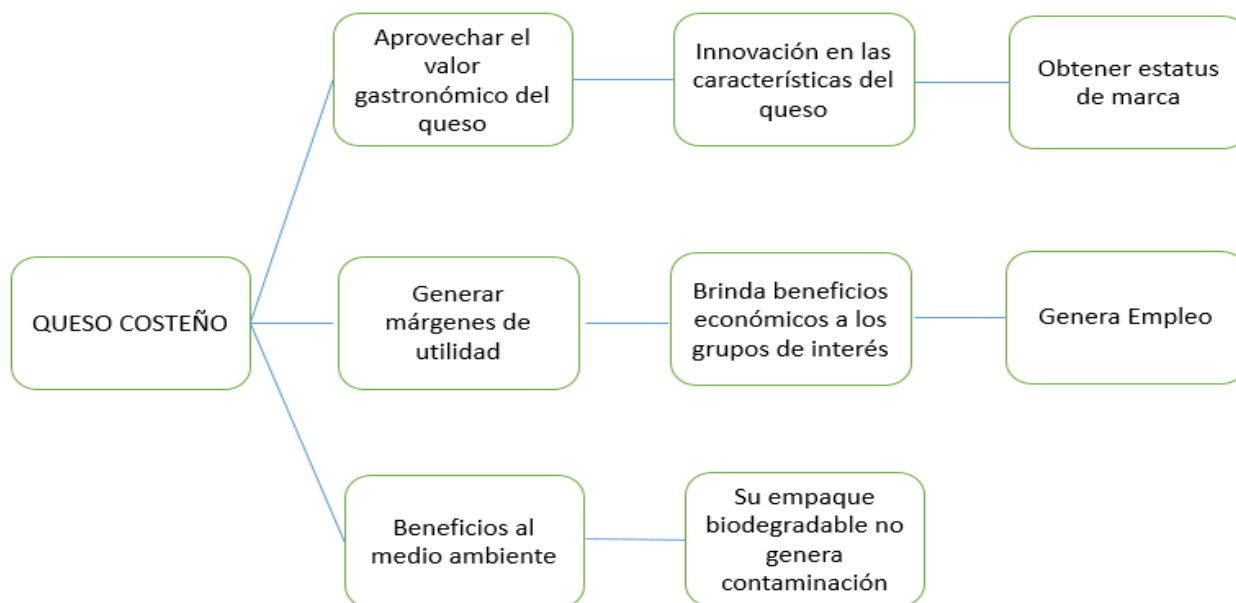 Aprovechar el
valor
gastronómico del
queso
Innovación en las
características del
queso
Obtener estatus
de marca
QUESO COSTEÑO
Generar
márgenes de
utilidad
Brinda beneficios
económicos a los
grupos de interés
Genera Empleo
Beneficios al
medio ambiente
Su empaque
biodegradable no
genera
contaminación